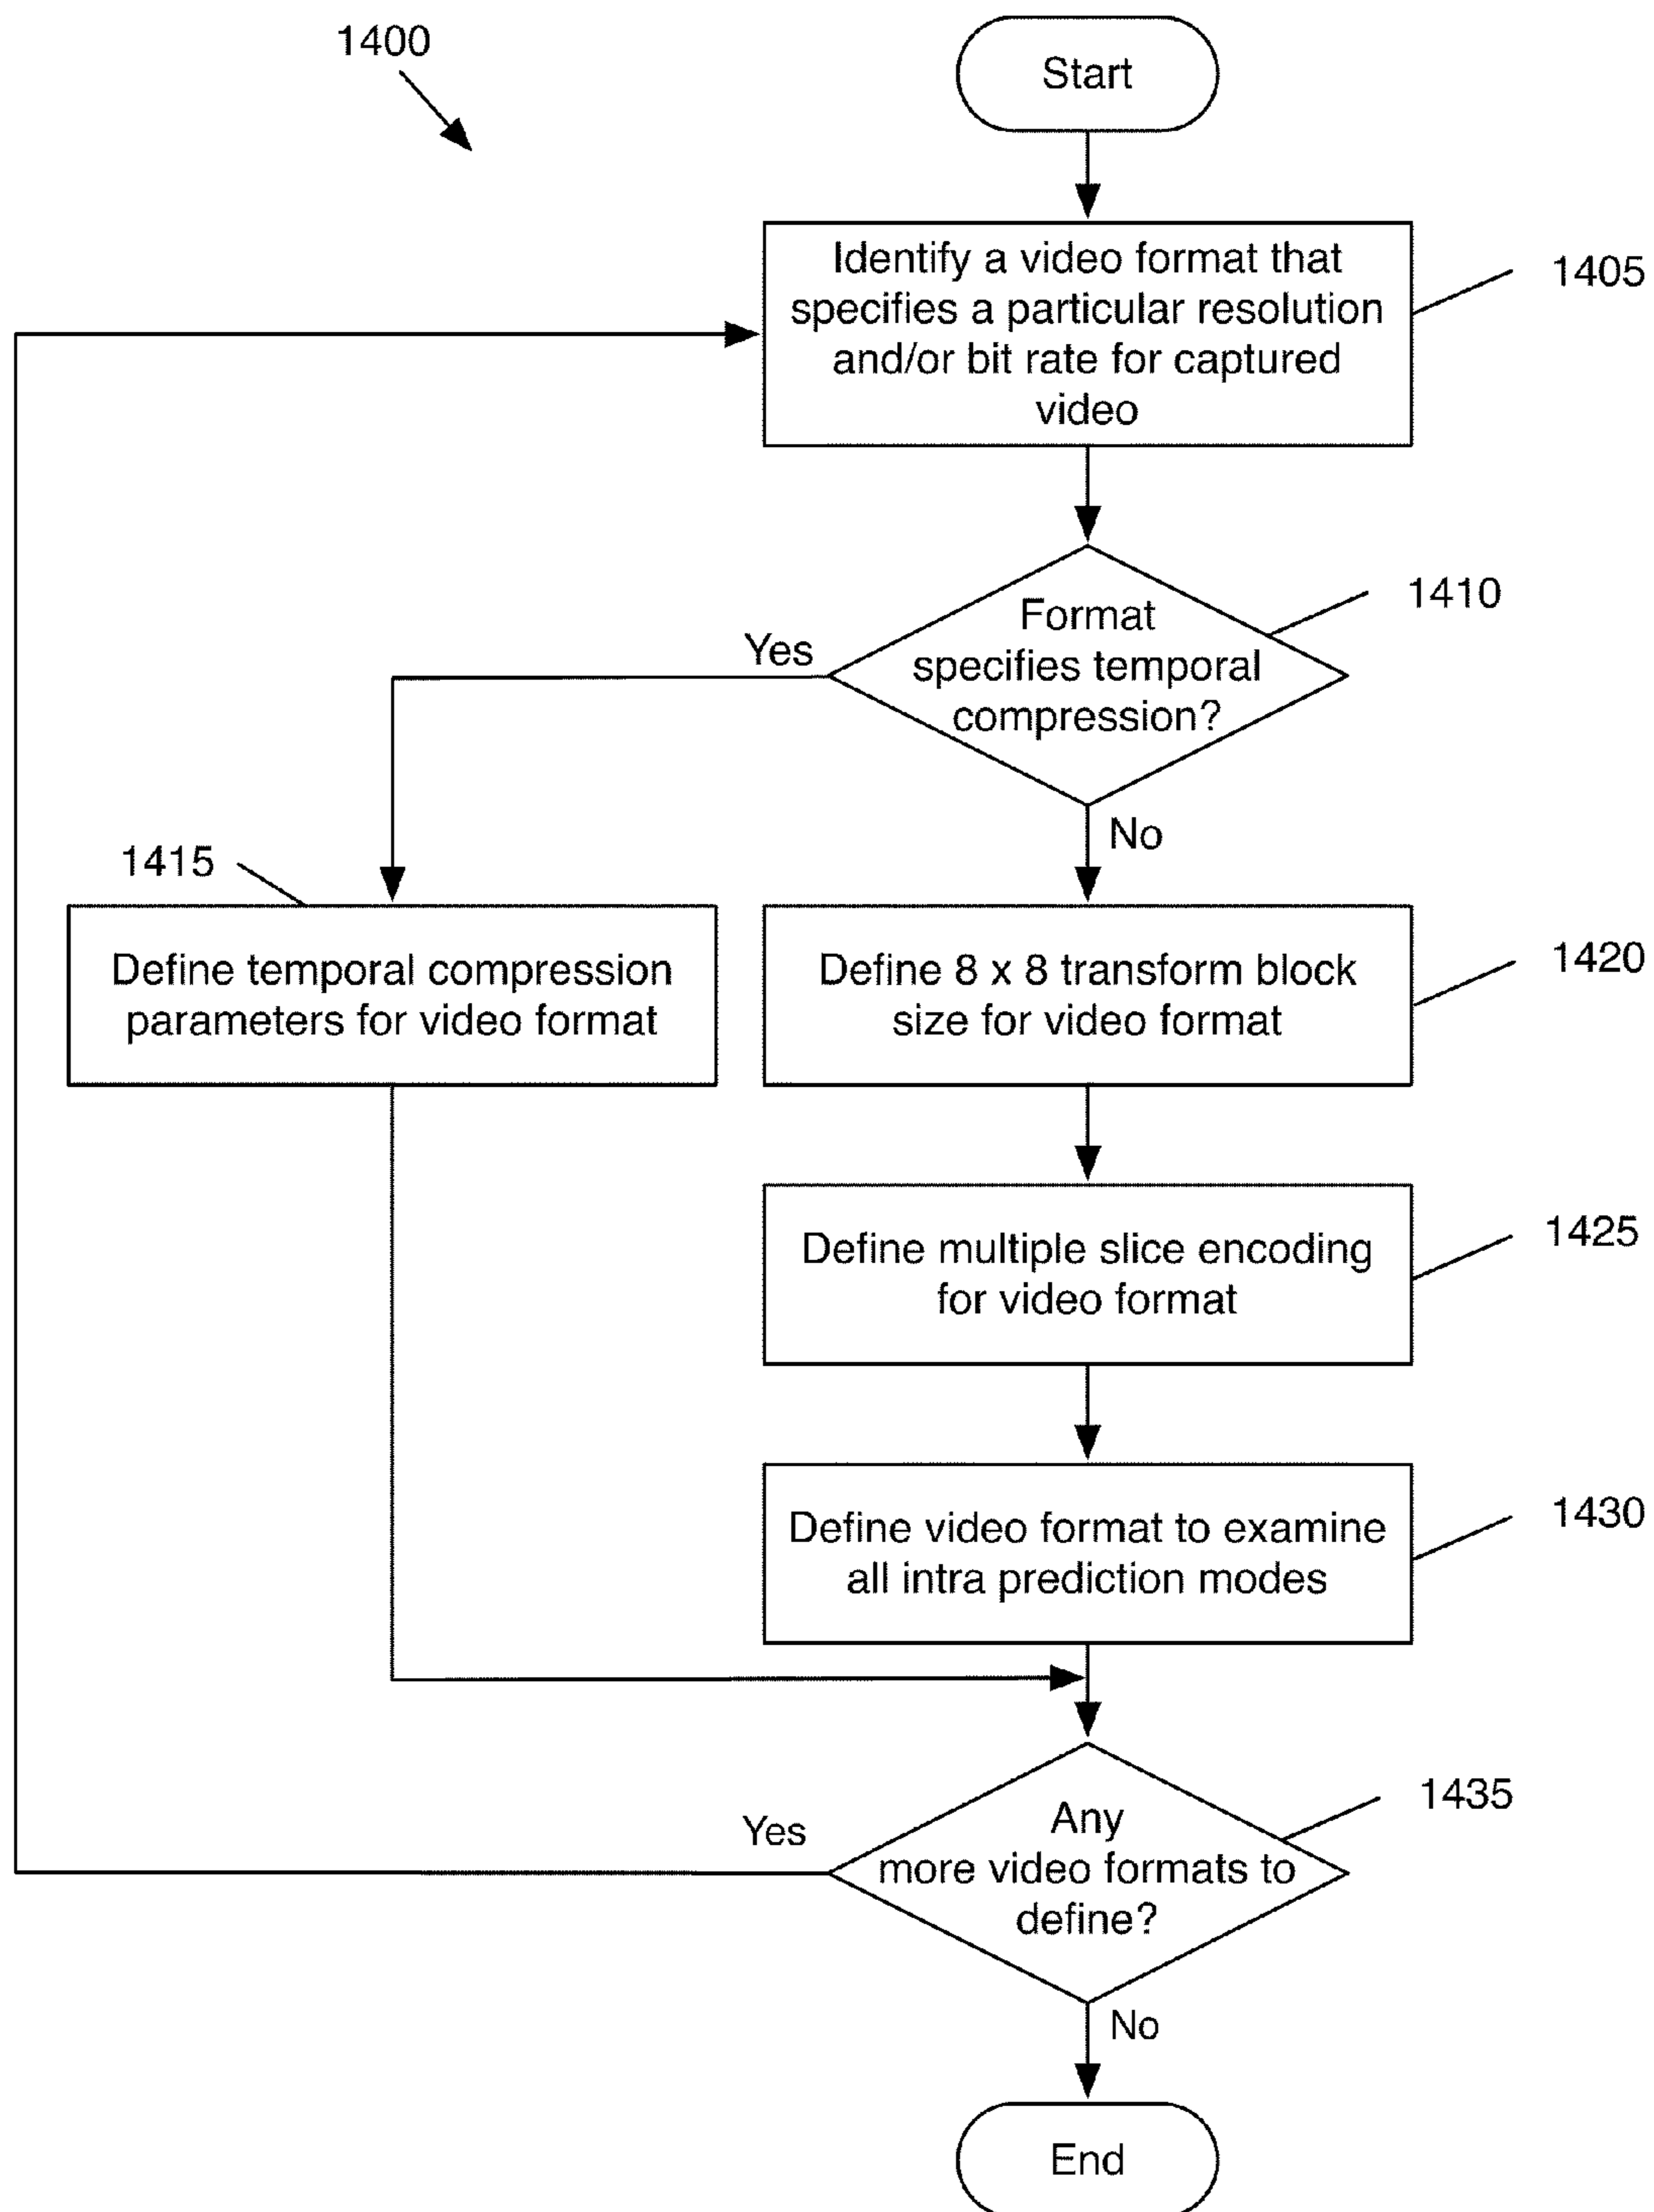 1400
Start
Identify a video format that
specifies a particular resolution
and/or bit rate for captured
video
1405
Format
specifies temporal
compression?
1410
Yes
No
1415
Define temporal compression
parameters for video format
Define 8 x 8 transform block
size for video format
1420
Define multiple slice encoding
for video format
1425
Define video format to examine
all intra prediction modes
1430
Any
more video formats to
define?
1435
Yes
No
End